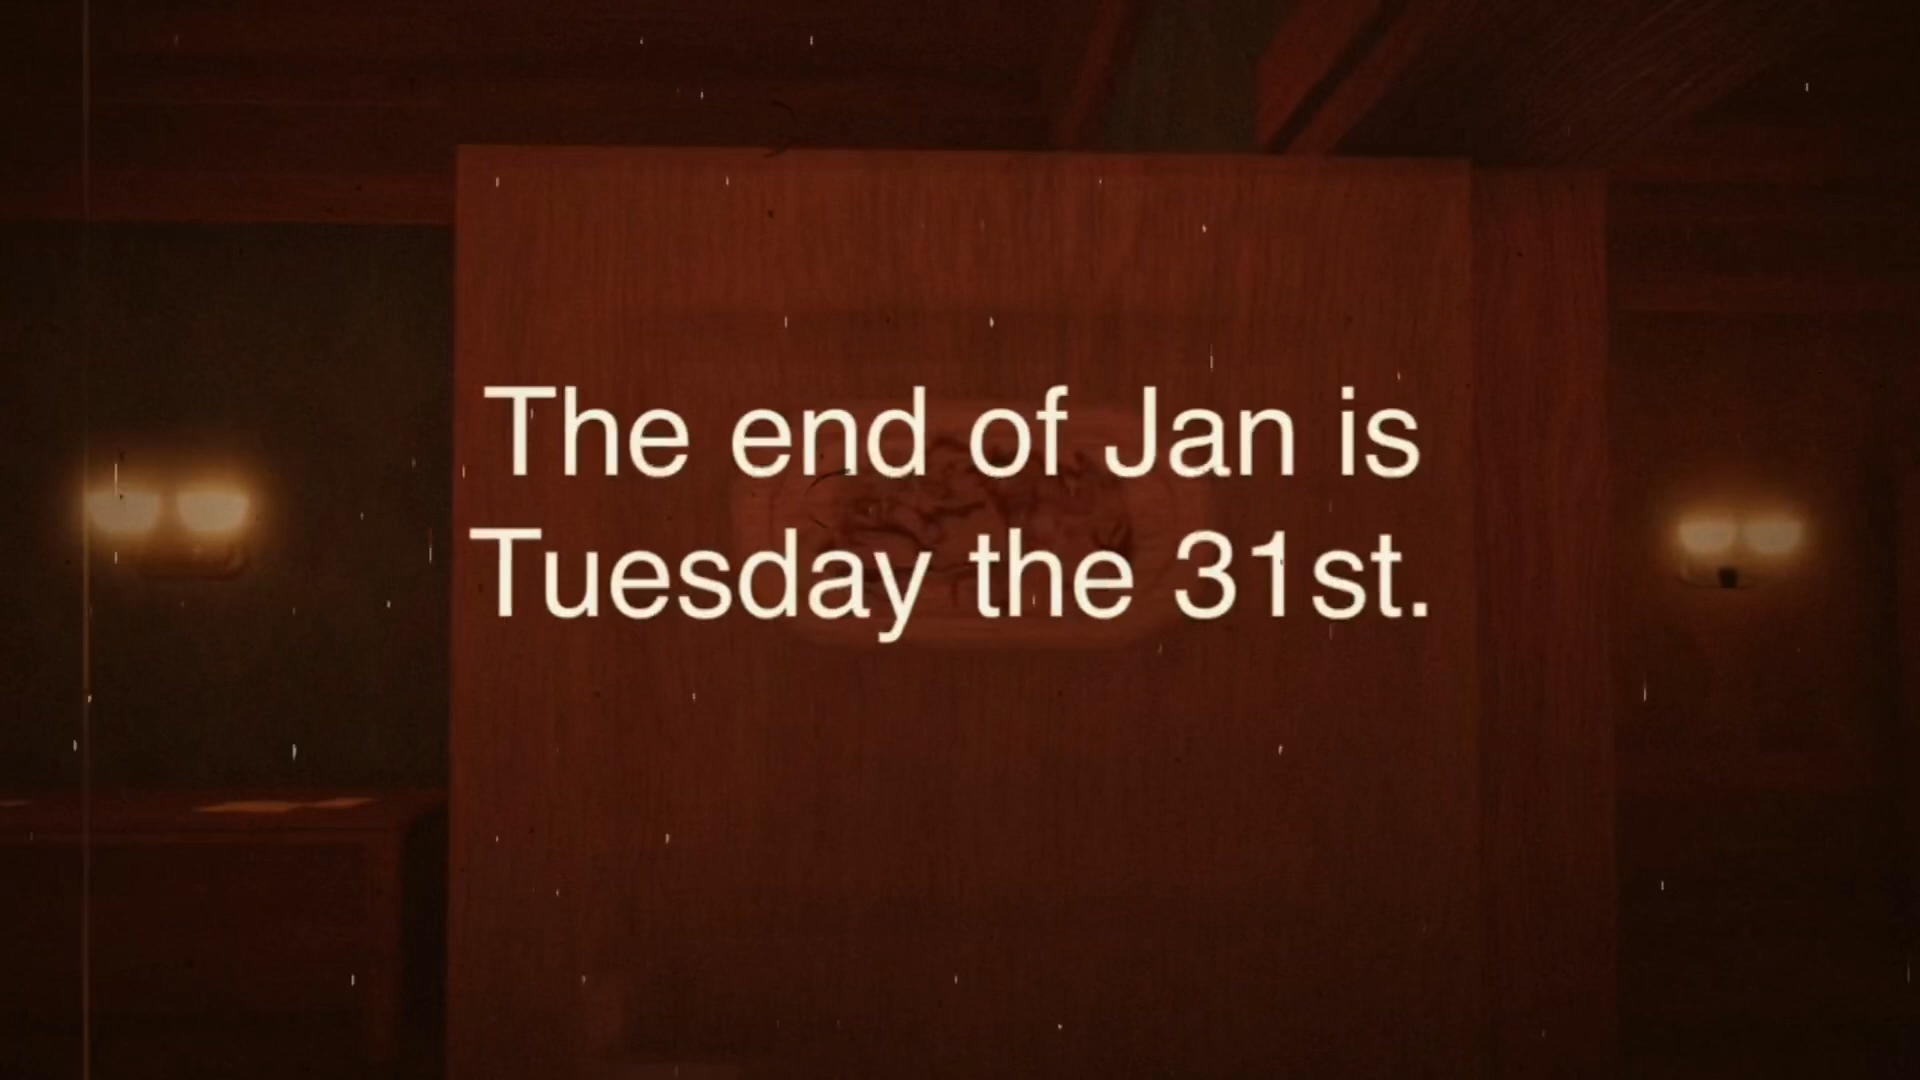 The end of Jan is
Tuesday the 31st.